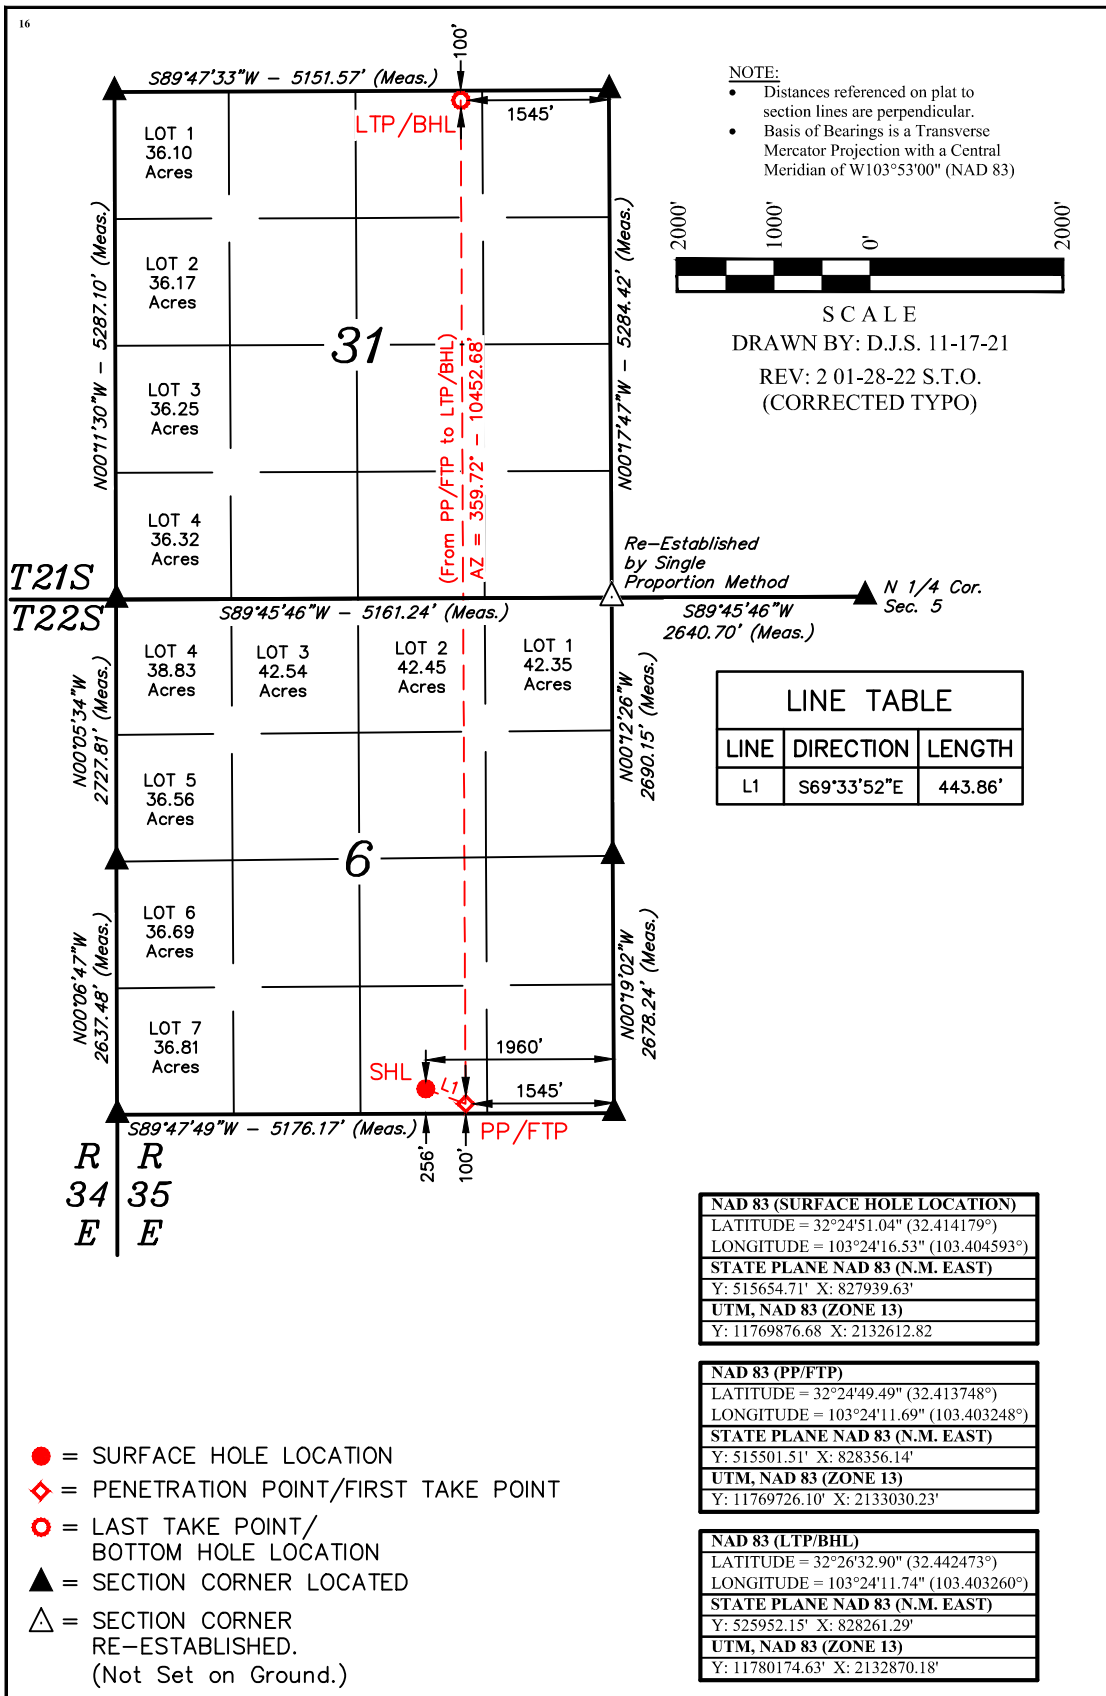 16
S89°47'33"W - 5151.57' (Meas.)
100'
1545'
LTP/BHL
NOTE:
• Distances referenced on plat to
section lines are perpendicular.
• Basis of Bearings is a Transverse
Mercator Projection with a Central
Meridian of W103°53'00" (NAD 83)
2000'
1000'
0'
2000'
SCALE
DRAWN BY: D.J.S. 11-17-21
REV: 2 01-28-22 S.T.O.
(CORRECTED TYPO)
LOT 1
36.10
Acres
LOT 2
36.17
Acres
31
LOT 3
36.25
Acres
LOT 4
36.32
Acres
N00°11'30"W - 5287.10' (Meas.)
(From PP/FTP to LTP/BHL)
AZ = 359.72° - 10452.68'
N00°17'47"W - 5284.42' (Meas.)
Re-Established
by Single
Proportion Method
N 1/4 Cor.
Sec. 5
T21S
T22S
S89°45'46"W - 5161.24' (Meas.)
S89°45'46"W
2640.70' (Meas.)
LOT 4
38.83
Acres
LOT 3
42.54
Acres
LOT 2
42.45
Acres
LOT 1
42.35
Acres
N00°05'34"W
2727.81' (Meas.)
N00°12'26"W
2690.15' (Meas.)
LINE TABLE
LINE DIRECTION LENGTH
L1 S69°33'52"E 443.86'
LOT 5
36.56
Acres
6
LOT 6
36.69
Acres
LOT 7
36.81
Acres
N00°06'47"W
2637.48' (Meas.)
N00°19'02"W
2678.24' (Meas.)
1960'
SHL
L1
1545'
S89°47'49"W - 5176.17' (Meas.)
PP/FTP
256'
100'
R R
34 35
E E
NAD 83 (SURFACE HOLE LOCATION)
LATITUDE = 32°24'51.04" (32.414179°)
LONGITUDE = 103°24'16.53" (103.404593°)
STATE PLANE NAD 83 (N.M. EAST)
Y: 515654.71' X: 827939.63'
UTM, NAD 83 (ZONE 13)
Y: 11769876.68 X: 2132612.82
NAD 83 (PP/FTP)
LATITUDE = 32°24'49.49" (32.413748°)
LONGITUDE = 103°24'11.69" (103.403248°)
STATE PLANE NAD 83 (N.M. EAST)
Y: 515501.51' X: 828356.14'
UTM, NAD 83 (ZONE 13)
Y: 11769726.10' X: 2133030.23'
NAD 83 (LTP/BHL)
LATITUDE = 32°26'32.90" (32.442473°)
LONGITUDE = 103°24'11.74" (103.403260°)
STATE PLANE NAD 83 (N.M. EAST)
Y: 525952.15' X: 828261.29'
UTM, NAD 83 (ZONE 13)
Y: 11780174.63' X: 2132870.18'
= SURFACE HOLE LOCATION
= PENETRATION POINT/FIRST TAKE POINT
= LAST TAKE POINT/
BOTTOM HOLE LOCATION
= SECTION CORNER LOCATED
= SECTION CORNER
RE-ESTABLISHED.
(Not Set on Ground.)